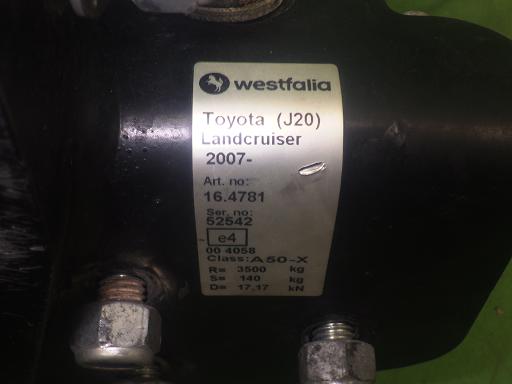 westfalia
Toyota (J20)
Landcruiser
2007-
Art. no:
16.4781
Ser. no:
52542
e4
00 4058
Class: A50-X
R= 3500 kg
S= 140 kg
D= 17,17 kN